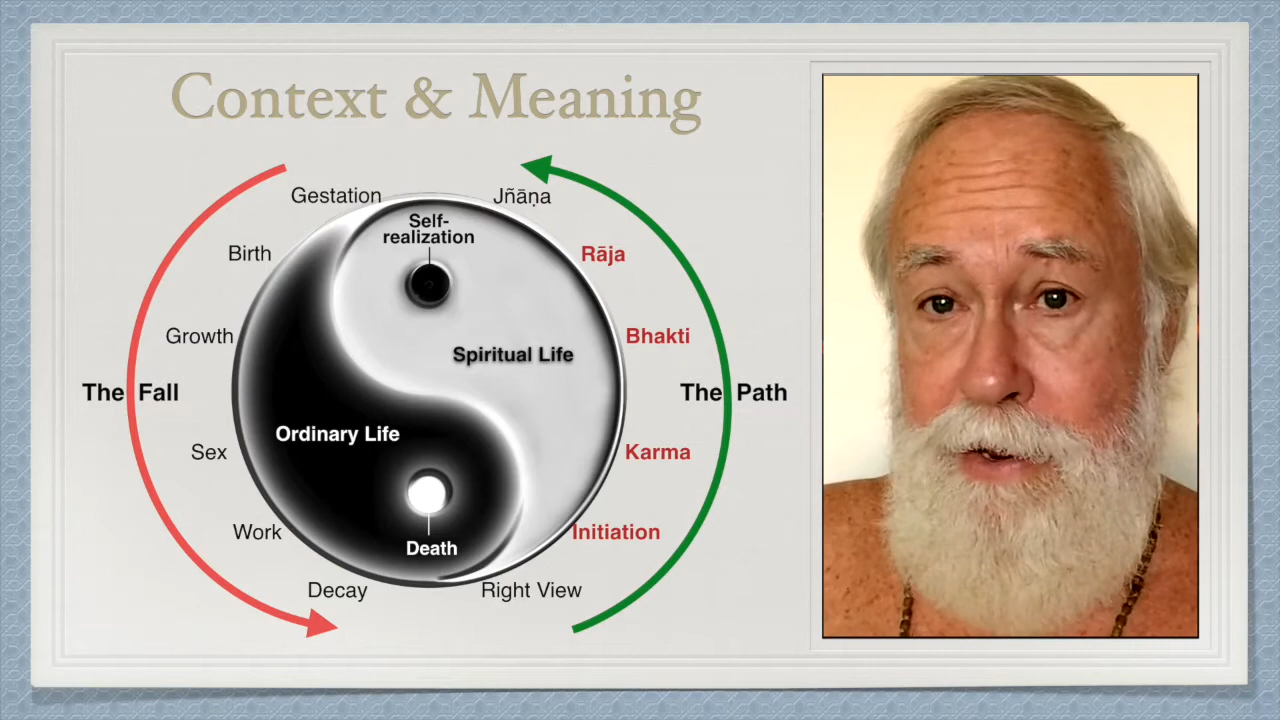 Context & Meaning
Gestation
Jñāṇa
Self-
realization
Birth
Rāja
Growth
Bhakti
Spiritual Life
The Fall
The Path
Ordinary Life
Sex
Karma
Work
Initiation
Death
Decay
Right View